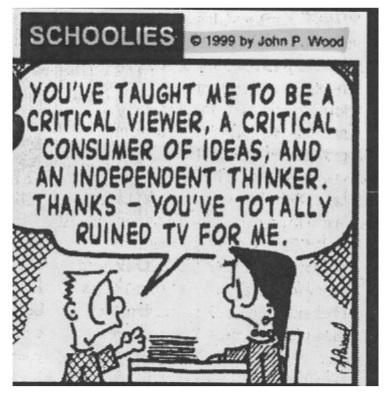 SCHOOLIES © 1999 by John P. Wood
YOU'VE TAUGHT ME TO BE A
CRITICAL VIEWER, A CRITICAL
CONSUMER OF IDEAS, AND
AN INDEPENDENT THINKER.
THANKS – YOU'VE TOTALLY
RUINED TV FOR ME.